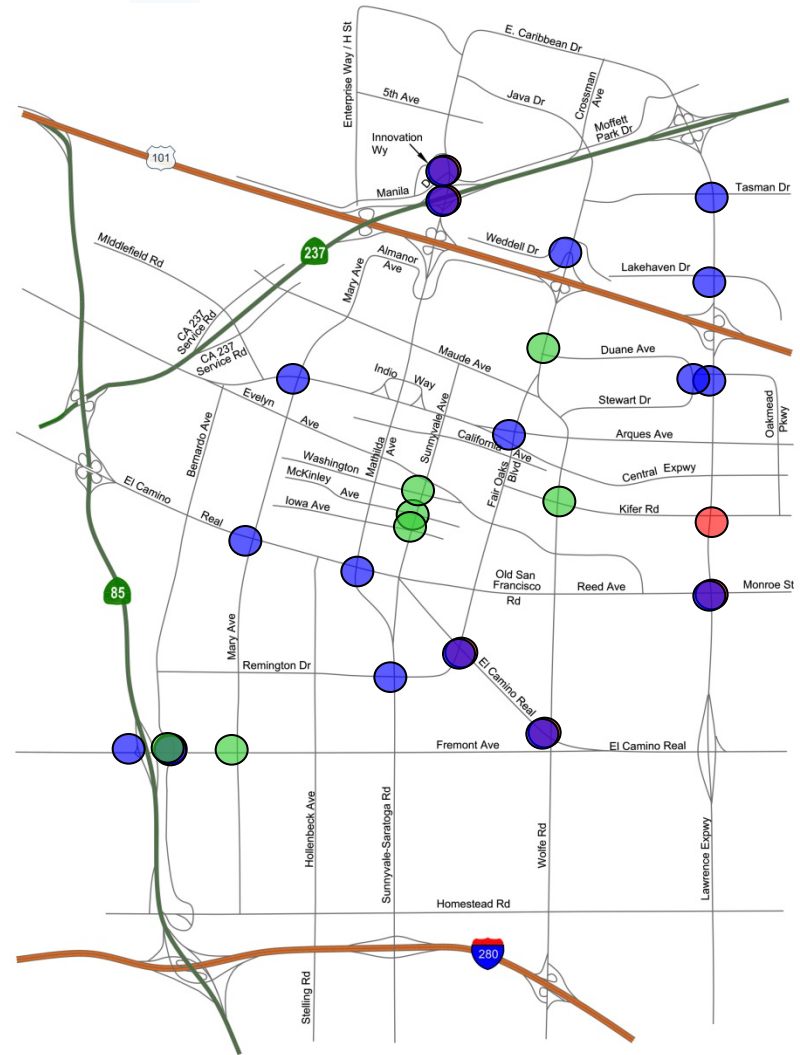 E. Caribbean Dr
Enterprise Way / H St
Crossman
Ave
5th Ave
Java Dr
Moffett
Park Dr
Innovation
Wy
101
Manila
D
Tasman Dr
237
Weddell Dr
MIddlefield Rd
Almanor
Ave
Mary Ave
Lakehaven Dr
CA 237
Service Rd
CA 237
Service Rd
Maude Ave
Duane Ave
Indio
Way
Evelyn
Ave
Stewart Dr
Sunnyvale Ave
Oakmead
Pkwy
Bernardo Ave
Mathilda
Ave
California
Ave
Arques Ave
Washington
McKinley
Ave
Fair Oaks
Blvd
Central Expwy
El Camino
Real
Iowa Ave
Kifer Rd
85
Old San
Francisco
Rd
Reed Ave
Monroe St
Mary Ave
Remington Dr
El Camino Real
Fremont Ave
El Camino Real
Hollenbeck Ave
Sunnyvale-Saratoga Rd
Wolfe Rd
Lawrence Expwy
Homestead Rd
280
Stelling Rd